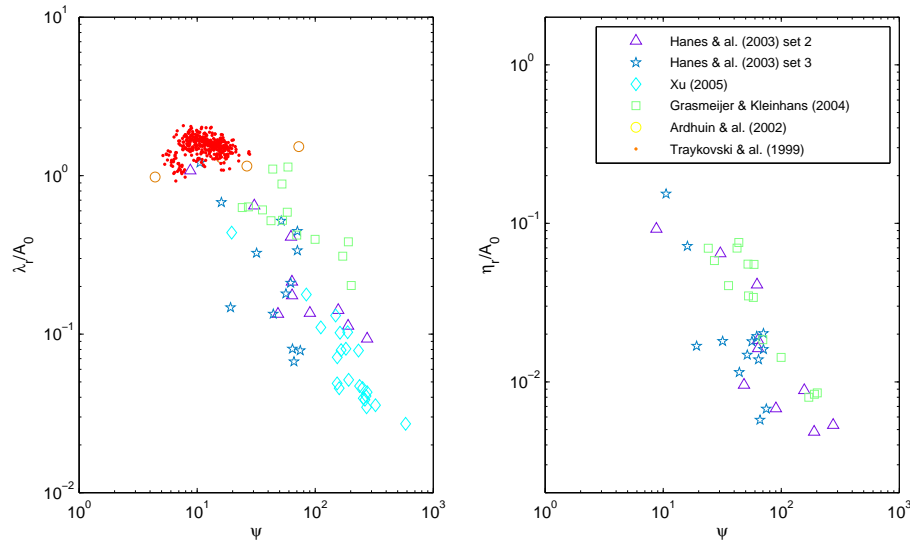 10^1
10^0
10^-1
10^-2
λr/A0
10^0
10^1
10^2
10^3
ψ
10^0
10^-1
10^-2
ηr/A0
10^0
10^1
10^2
10^3
ψ
Hanes & al. (2003) set 2
Hanes & al. (2003) set 3
Xu (2005)
Grasmeijer & Kleinhans (2004)
Ardhuin & al. (2002)
Traykovski & al. (1999)